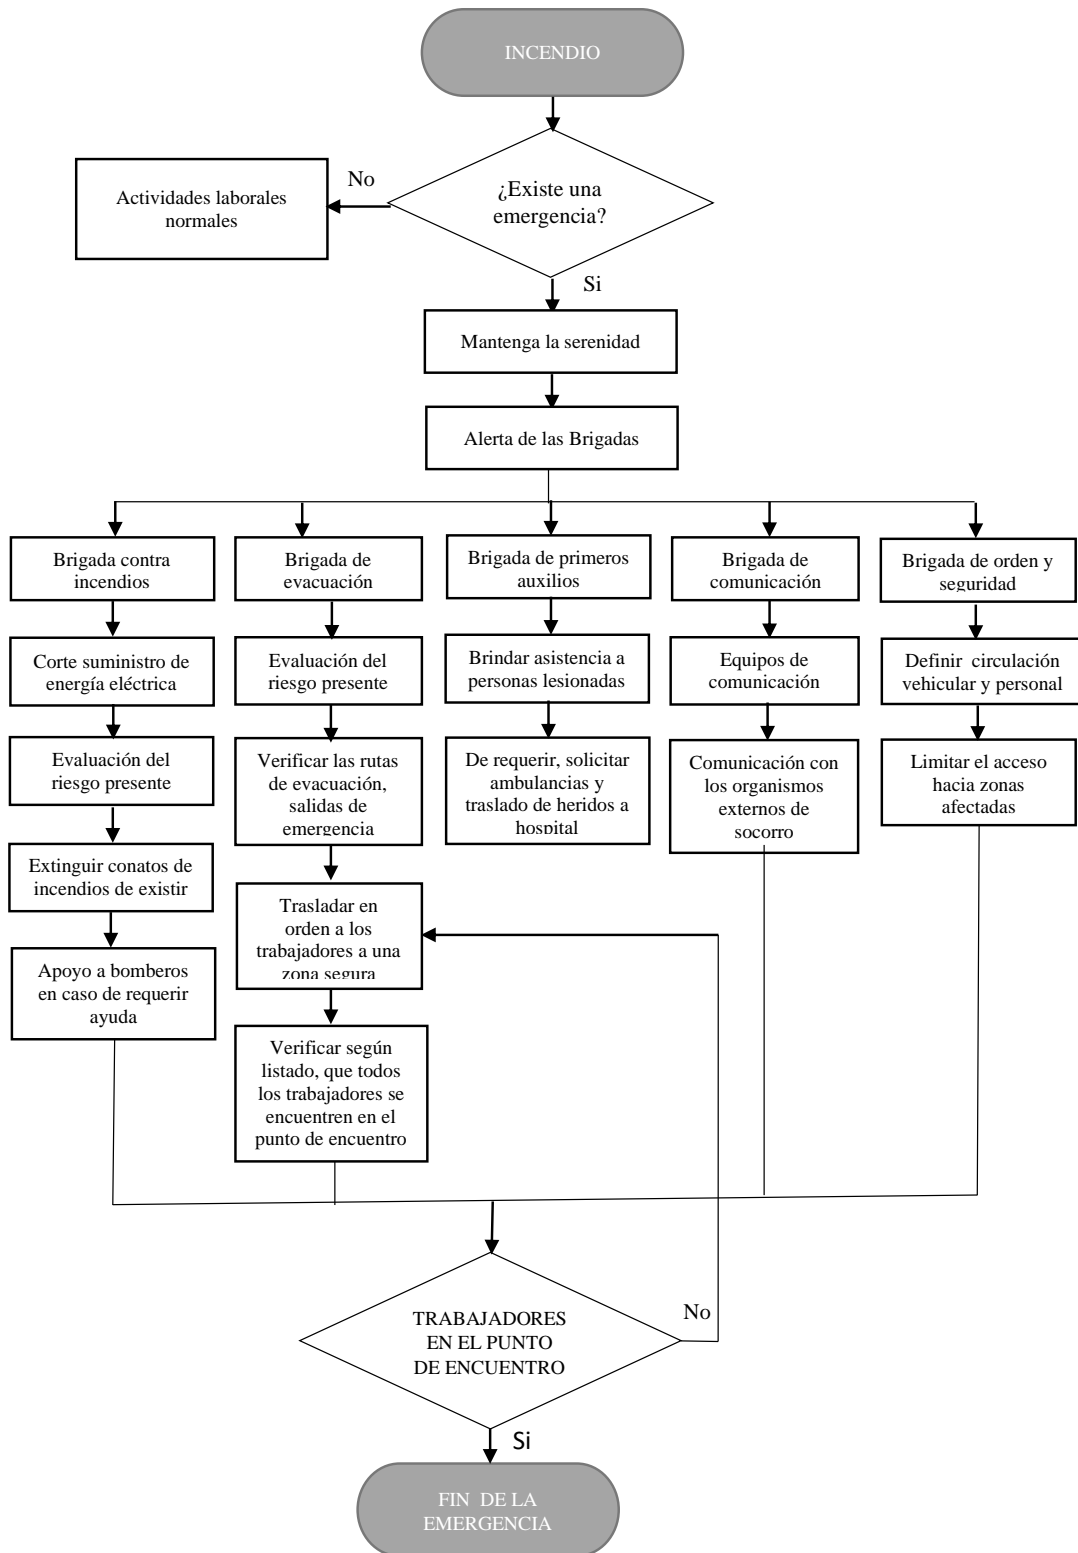 INCENDIO
¿Existe una
emergencia?
No
Actividades laborales
normales
Si
Mantenga la serenidad
Alerta de las Brigadas
Brigada contra
incendios
Brigada de
evacuación
Brigada de primeros
auxilios
Brigada de
comunicación
Brigada de orden y
seguridad
Corte suministro de
energía eléctrica
Evaluación del
riesgo presente
Brindar asistencia a
personas lesionadas
Equipos de
comunicación
Definir circulación
vehicular y personal
Evaluación del
riesgo presente
Verificar las rutas
de evacuación,
salidas de
emergencia
De requerir, solicitar
ambulancias y
traslado de heridos a
hospital
Comunicación con
los organismos
externos de
socorro
Limitar el acceso
hacia zonas
afectadas
Extinguir conatos de
incendios de existir
Trasladar en
orden a los
trabajadores a una
zona segura
Apoyo a bomberos
en caso de requerir
ayuda
Verificar según
listado, que todos
los trabajadores se
encuentren en el
punto de encuentro
TRABAJADORES
EN EL PUNTO
DE ENCUENTRO
No
Si
FIN DE LA
EMERGENCIA